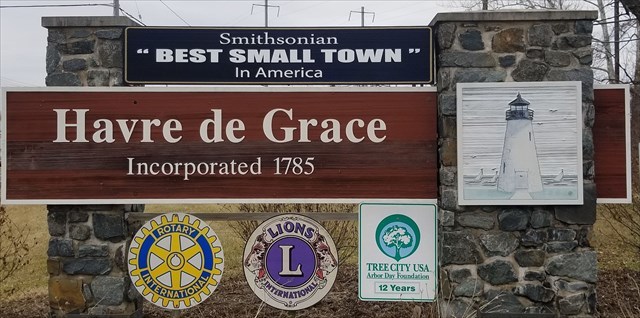 Smithsonian
" BEST SMALL TOWN "
In America
Havre de Grace
Incorporated 1785
ROTARY
INTERNATIONAL
LIONS
L
INTERNATIONAL
TREE CITY USA
Arbor Day Foundation
12 Years